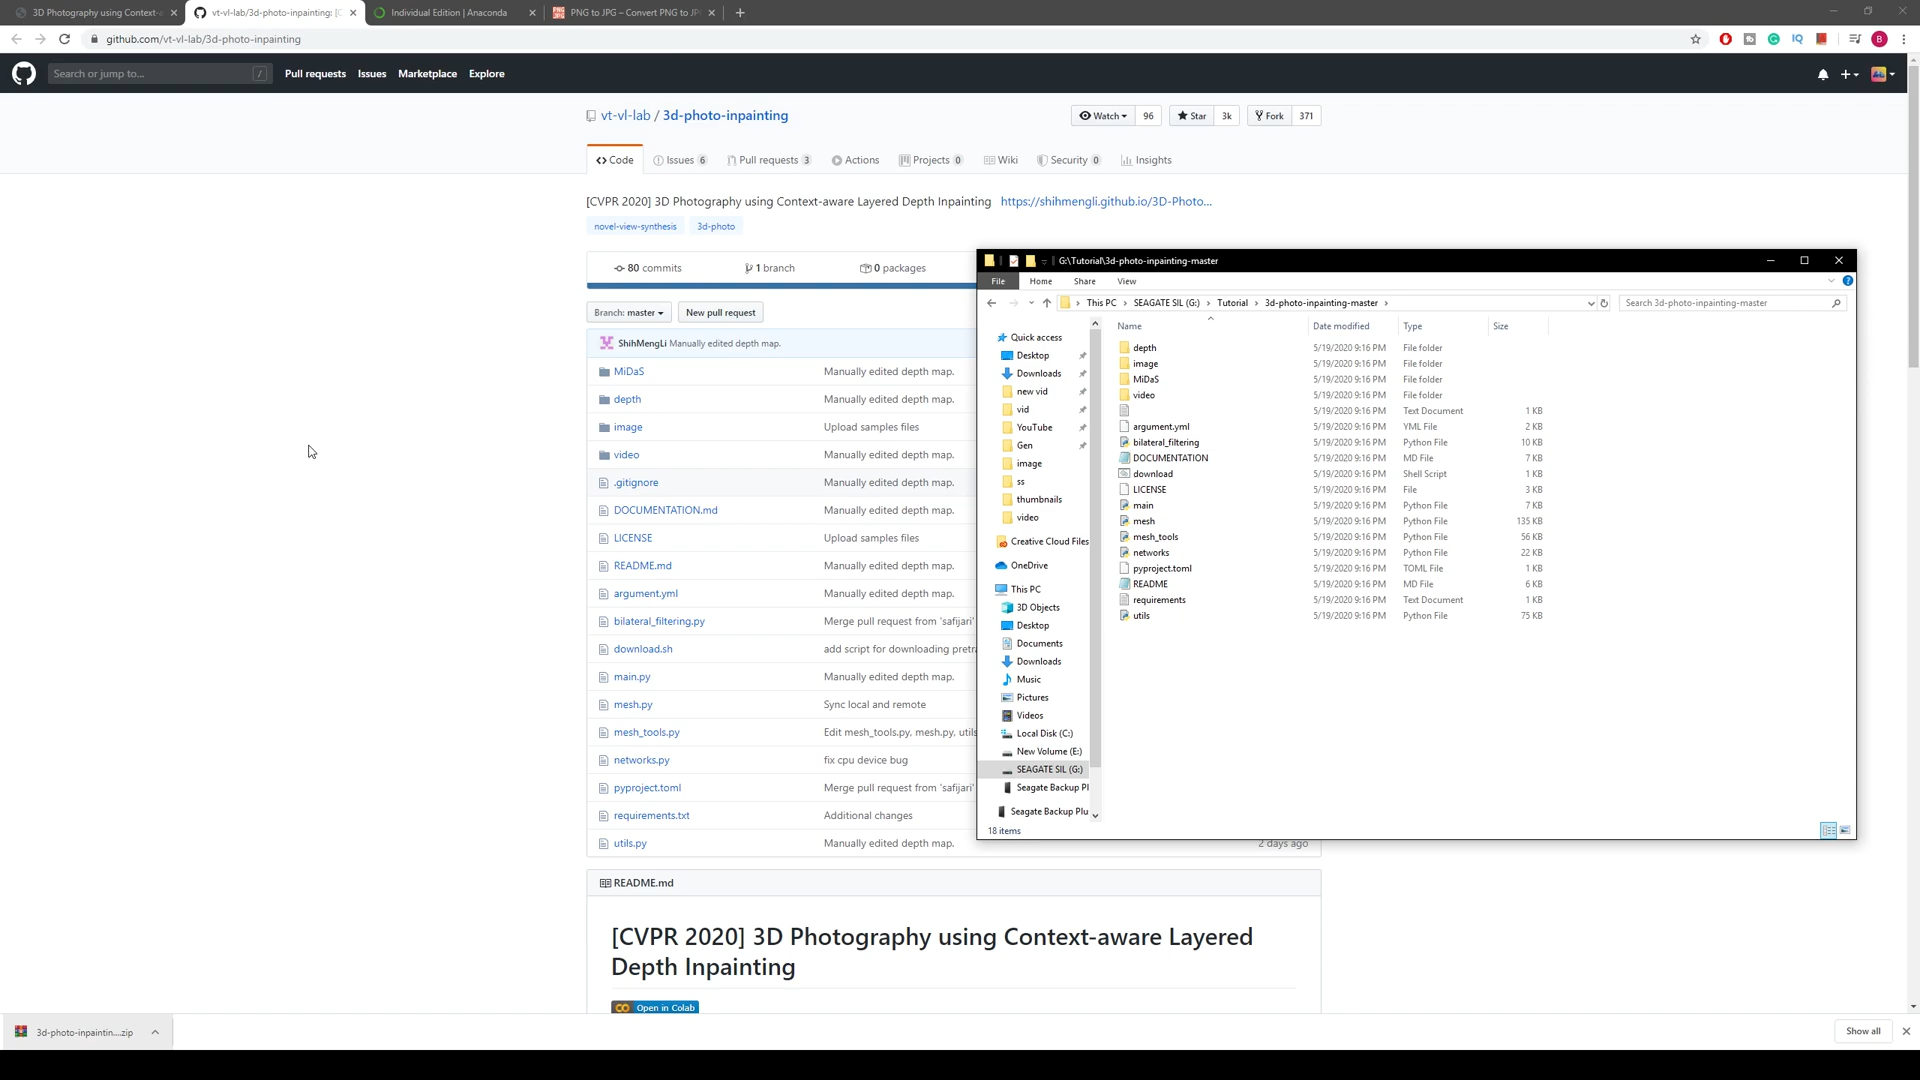 3D Photography using Context-
vt-vl-lab/3d-photo-inpainting: [C
Individual Edition | Anaconda
PNG to JPG – Convert PNG to JP
github.com/vt-vl-lab/3d-photo-inpainting
Search or jump to...
/
Pull requests
Issues
Marketplace
Explore
vt-vl-lab / 3d-photo-inpainting
Watch
96
Star
3k
Fork
371
Code
Issues 6
Pull requests 3
Actions
Projects 0
Wiki
Security 0
Insights
[CVPR 2020] 3D Photography using Context-aware Layered Depth Inpainting https://shihmengli.github.io/3D-Photo...
novel-view-synthesis
3d-photo
80 commits
1 branch
0 packages
Branch: master
New pull request
ShihMengLi Manually edited depth map.
MiDaS Manually edited depth map.
depth Manually edited depth map.
image Upload samples files
video Manually edited depth map.
.gitignore Manually edited depth map.
DOCUMENTATION.md Manually edited depth map.
LICENSE Upload samples files
README.md Manually edited depth map.
argument.yml Manually edited depth map.
bilateral_filtering.py Merge pull request from 'safijari'
download.sh add script for downloading pretra
main.py Manually edited depth map.
mesh.py Sync local and remote
mesh_tools.py Edit mesh_tools.py, mesh.py, utils
networks.py fix cpu device bug
pyproject.toml Merge pull request from 'safijari'
requirements.txt Additional changes
utils.py Manually edited depth map. 2 days ago
README.md
[CVPR 2020] 3D Photography using Context-aware Layered
Depth Inpainting
Open in Colab
G:\Tutorial\3d-photo-inpainting-master
File
Home
Share
View
This PC
SEAGATE SIL (G:)
Tutorial
3d-photo-inpainting-master
Search 3d-photo-inpainting-master
Quick access
Desktop
Downloads
new vid
vid
YouTube
Gen
image
ss
thumbnails
video
Creative Cloud Files
OneDrive
This PC
3D Objects
Desktop
Documents
Downloads
Music
Pictures
Videos
Local Disk (C:)
New Volume (E:)
SEAGATE SIL (G:)
Seagate Backup Pl
Seagate Backup Plu
Name Date modified Type Size
depth 5/19/2020 9:16 PM File folder
image 5/19/2020 9:16 PM File folder
MiDaS 5/19/2020 9:16 PM File folder
video 5/19/2020 9:16 PM File folder
5/19/2020 9:16 PM Text Document 1 KB
argument.yml 5/19/2020 9:16 PM YML File 2 KB
bilateral_filtering 5/19/2020 9:16 PM Python File 10 KB
DOCUMENTATION 5/19/2020 9:16 PM MD File 7 KB
download 5/19/2020 9:16 PM Shell Script 1 KB
LICENSE 5/19/2020 9:16 PM File 3 KB
main 5/19/2020 9:16 PM Python File 7 KB
mesh 5/19/2020 9:16 PM Python File 135 KB
mesh_tools 5/19/2020 9:16 PM Python File 56 KB
networks 5/19/2020 9:16 PM Python File 22 KB
pyproject.toml 5/19/2020 9:16 PM TOML File 1 KB
README 5/19/2020 9:16 PM MD File 6 KB
requirements 5/19/2020 9:16 PM Text Document 1 KB
utils 5/19/2020 9:16 PM Python File 75 KB
18 items
3d-photo-inpaintin....zip
Show all